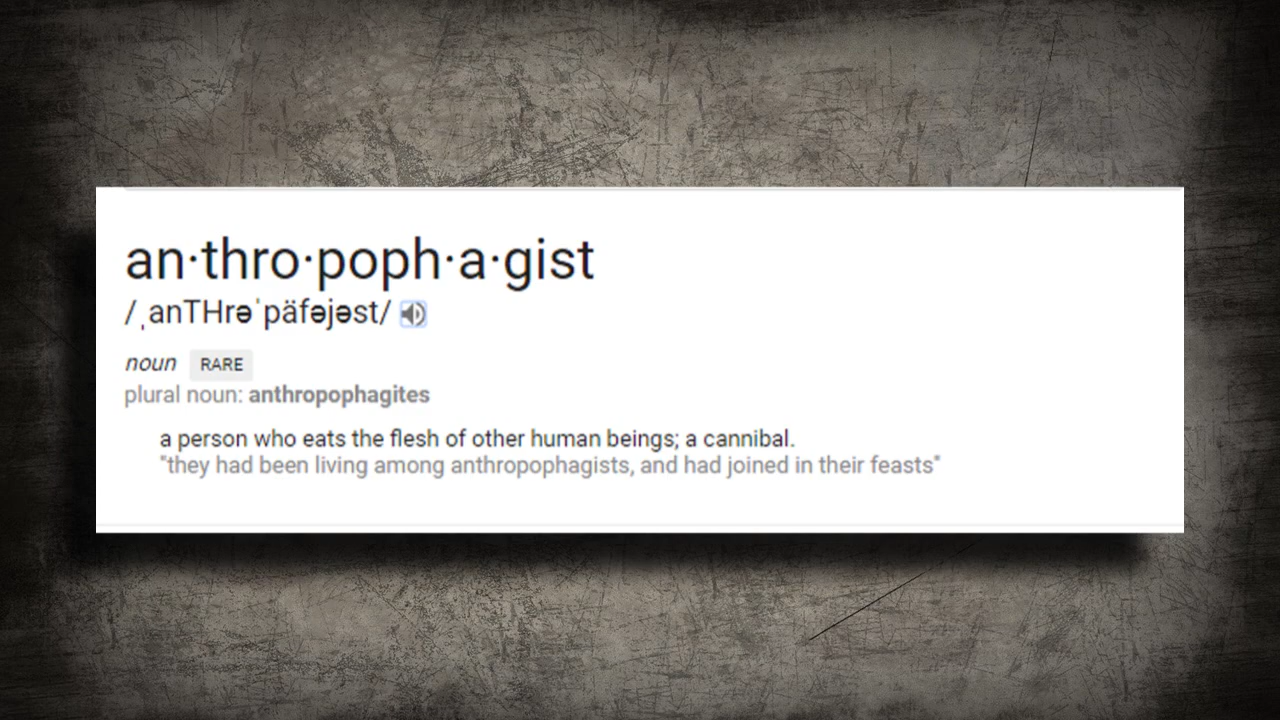 an·thro·poph·a·gist
/ˌanTHrəˈpäfəjəst/
noun RARE
plural noun: anthropophagites
a person who eats the flesh of other human beings; a cannibal.
"they had been living among anthropophagists, and had joined in their feasts"